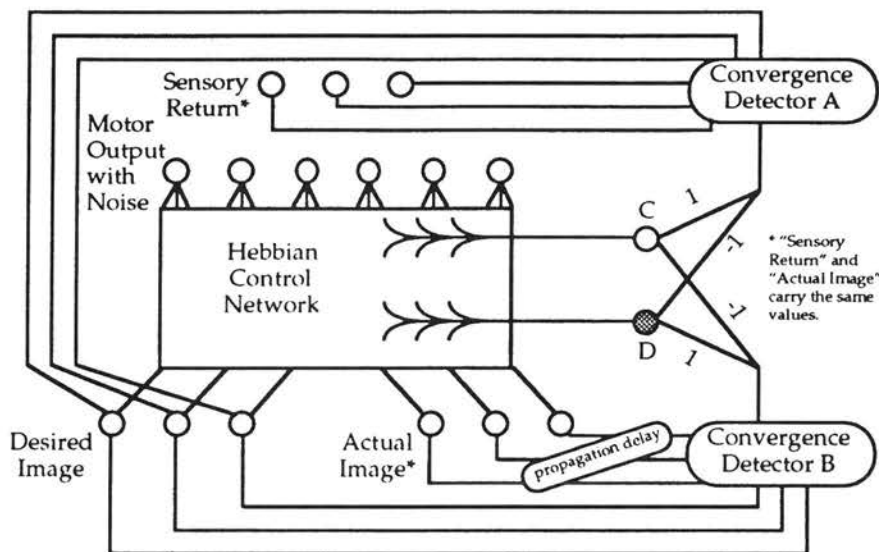 Sensory
Return*
Convergence
Detector A
Motor
Output
with
Noise
C
1
-1
Hebbian
Control
Network
* "Sensory
Return" and
"Actual Image"
carry the same
values.
-1
D
1
Desired
Image
Actual
Image*
propagation delay
Convergence
Detector B